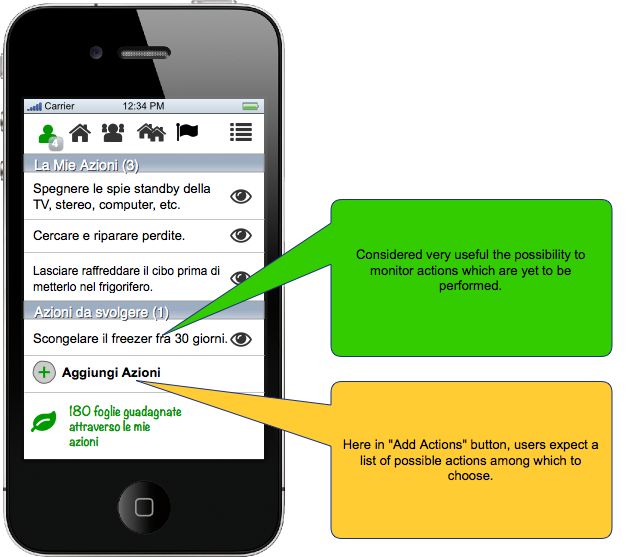 Carrier 12:34 PM
4
La Mie Azioni (3)
Spegnere le spie standby della
TV, stereo, computer, etc.
Cercare e riparare perdite.
Lasciare raffreddare il cibo prima di
metterlo nel frigorifero.
Azioni da svolgere (1)
Scongelare il freezer fra 30 giorni.
Aggiungi Azioni
180 foglie guadagnate
attraverso le mie
azioni
Considered very useful the possibility to
monitor actions which are yet to be
performed.
Here in "Add Actions" button, users expect a
list of possible actions among which to
choose.